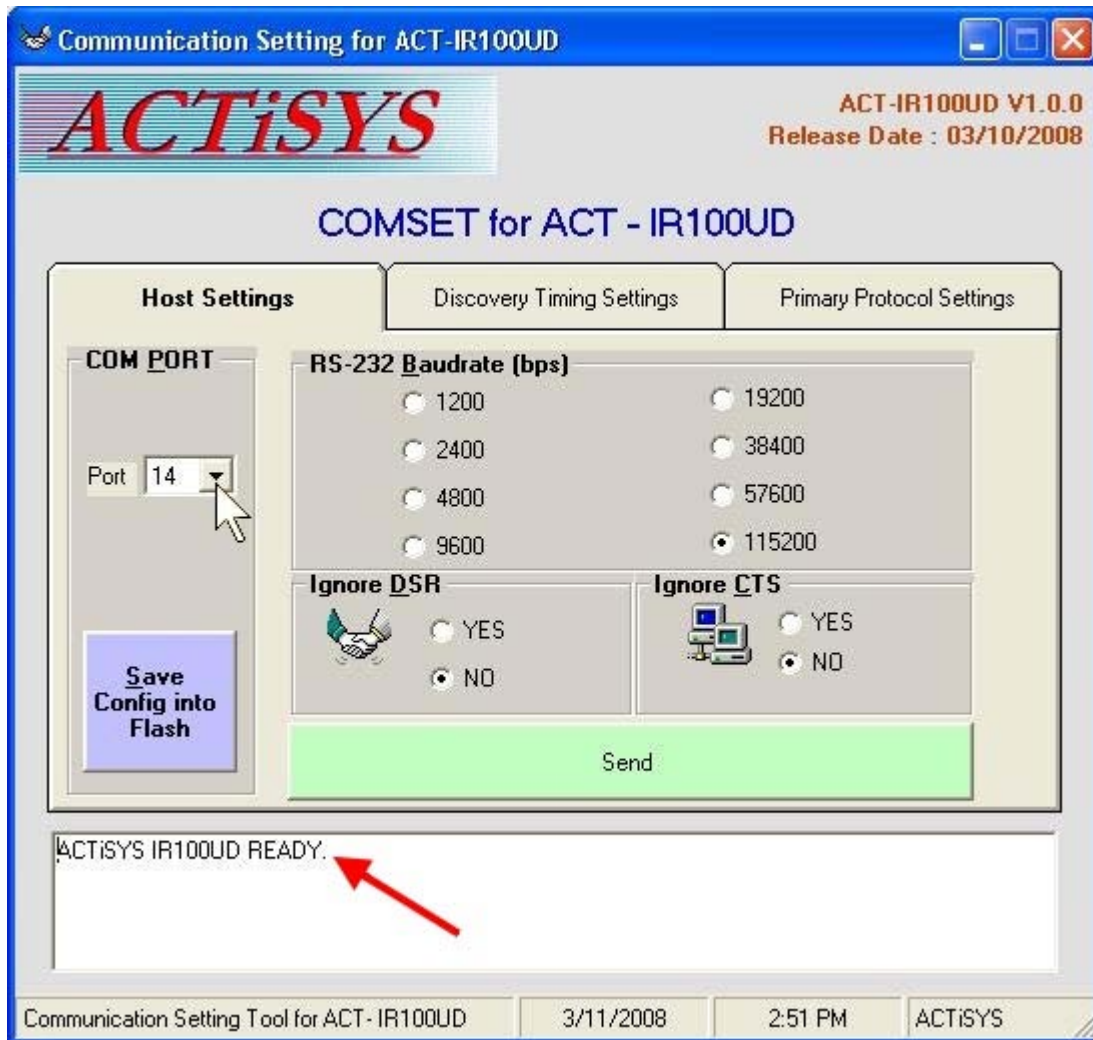 Communication Setting for ACT-IR100UD
ACTiSYS
ACT-IR100UD V1.0.0
Release Date : 03/10/2008
COMSET for ACT - IR100UD
Host Settings
Discovery Timing Settings
Primary Protocol Settings
COM PORT
Port 14
Save
Config into
Flash
RS-232 Baudrate (bps)
1200
2400
4800
9600
19200
38400
57600
115200
Ignore DSR
YES
NO
Ignore CTS
YES
NO
Send
ACTiSYS IR100UD READY.
Communication Setting Tool for ACT- IR100UD
3/11/2008
2:51 PM
ACTiSYS